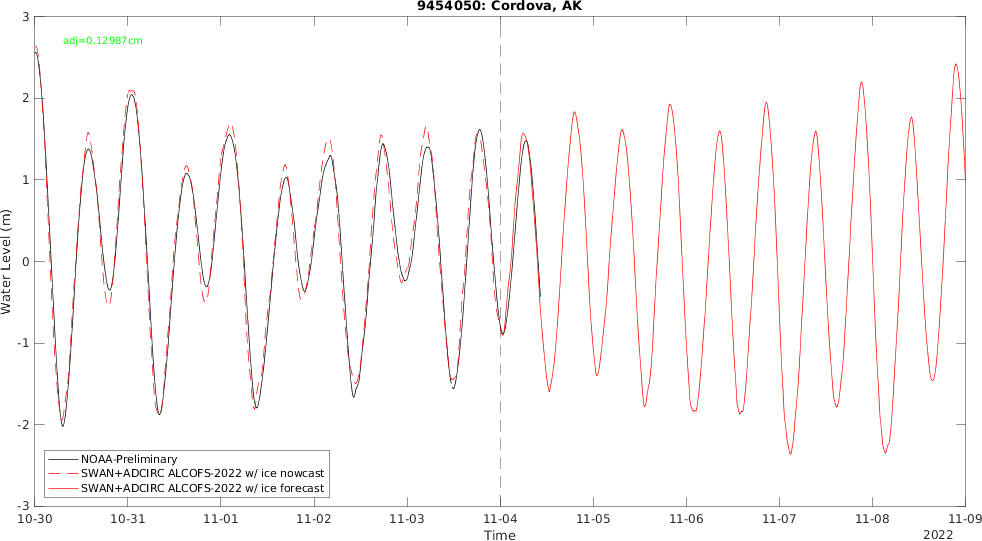 9454050: Cordova, AK
adj=0.12987cm
3
2
1
0
-1
-2
-3
Water Level (m)
NOAA-Preliminary
SWAN+ADCIRC ALCOFS-2022 w/ ice nowcast
SWAN+ADCIRC ALCOFS-2022 w/ ice forecast
10-30 10-31 11-01 11-02 11-03 11-04 11-05 11-06 11-07 11-08 11-09
Time
2022